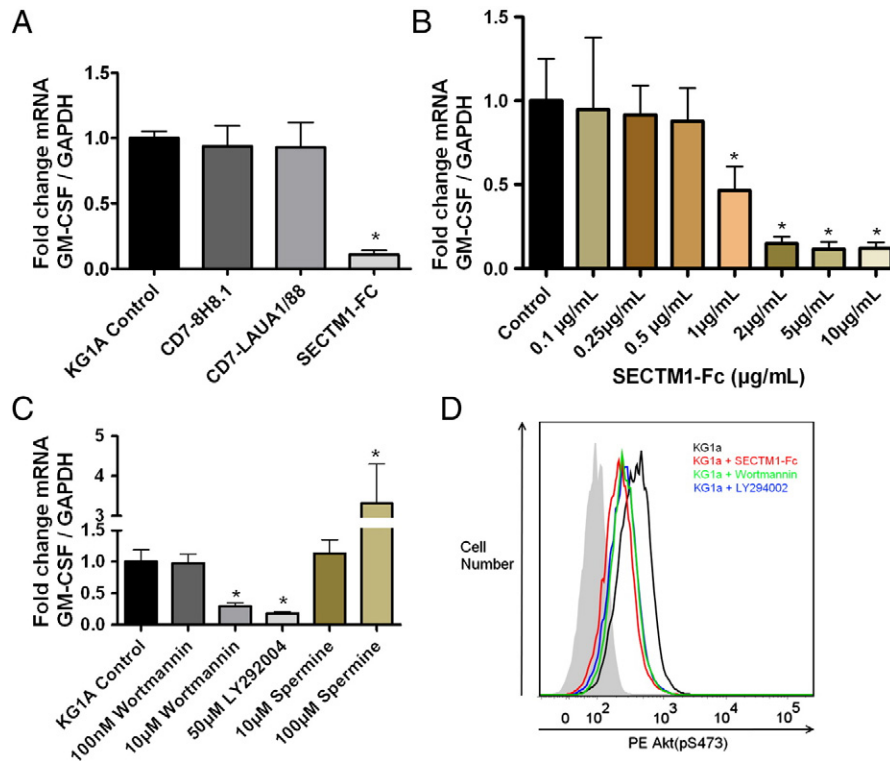 A
Fold change mRNA
GM-CSF / GAPDH
1.5
1.0
0.5
0.0
*
KG1A Control
CD7-8H8.1
CD7-LAUA1/88
SECTM1-FC
B
Fold change mRNA
GM-CSF / GAPDH
1.5
1.0
0.5
0.0
*
*
*
*
Control
0.1 µg/mL
0.25µg/mL
0.5 µg/mL
1µg/mL
2µg/mL
5µg/mL
10µg/mL
SECTM1-Fc (µg/mL)
C
Fold change mRNA
GM-CSF / GAPDH
5
4
3
1.5
1.0
0.5
0.0
*
*
*
KG1A Control
100nM Wortmannin
10µM Wortmannin
50µM LY292004
10µM Spermine
100µM Spermine
D
KG1a
KG1a + SECTM1-Fc
KG1a + Wortmannin
KG1a + LY294002
Cell
Number
0 10² 10³ 10⁴ 10⁵
PE Akt(pS473)